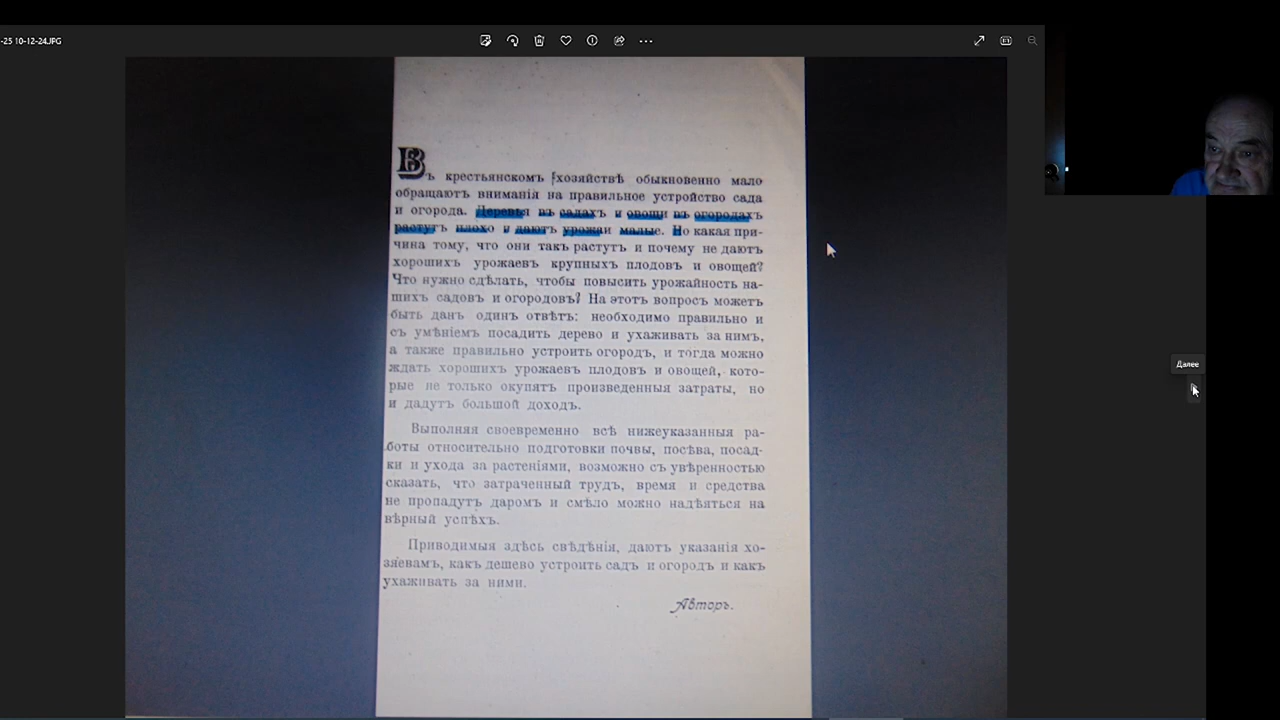 -25 10-12-24.JPG
Въ крестьянскомъ хозяйствѣ обыкновенно мало
обращаютъ вниманія на правильное устройство сада
и огорода. Деревья въ садахъ и овощи въ огородахъ
растутъ плохо и даютъ урожаи малые. Но какая при-
чина тому, что они такъ растутъ и почему не даютъ
хорошихъ урожаевъ крупныхъ плодовъ и овощей?
Что нужно сдѣлать, чтобы повысить урожайность на-
шихъ садовъ и огородовъ? На этотъ вопросъ можетъ
быть данъ одинъ отвѣтъ: необходимо правильно и
съ умѣніемъ посадить дерево и ухаживать за нимъ,
а также правильно устроить огородъ, и тогда можно
ждать хорошихъ урожаевъ плодовъ и овощей, кото-
рые не только окупятъ произведенныя затраты, но
и дадутъ большой доходъ.
Выполняя своевременно всѣ нижеуказанныя ра-
боты относительно подготовки почвы, посѣва, посад-
ки и ухода за растеніями, возможно съ увѣренностью
сказать, что затраченный трудъ, время и средства
не пропадутъ даромъ и смѣло можно надѣяться на
вѣрный успѣхъ.
Приводимыя здѣсь свѣдѣнія, даютъ указанія хо-
зяевамъ, какъ дешево устроить садъ и огородъ и какъ
ухаживать за ними.
Авторъ.
Далее